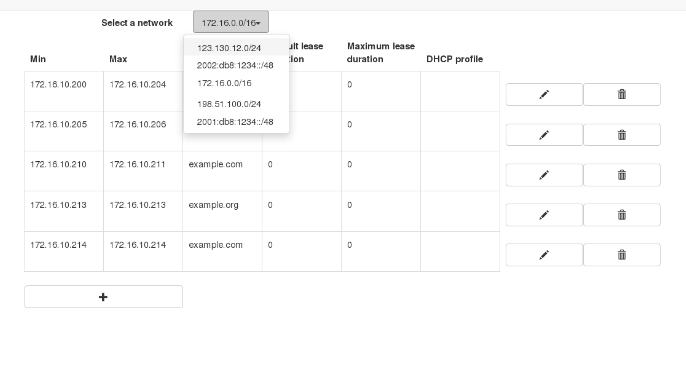 Select a network 172.16.0.0/16
123.130.12.0/24
2002:db8:1234::/48
172.16.0.0/16
198.51.100.0/24
2001:db8:1234::/48
Min Max ult lease tion Maximum lease duration DHCP profile
172.16.10.200 172.16.10.204 0
172.16.10.205 172.16.10.206 0
172.16.10.210 172.16.10.211 example.com 0 0
172.16.10.213 172.16.10.213 example.org 0 0
172.16.10.214 172.16.10.214 example.com 0 0